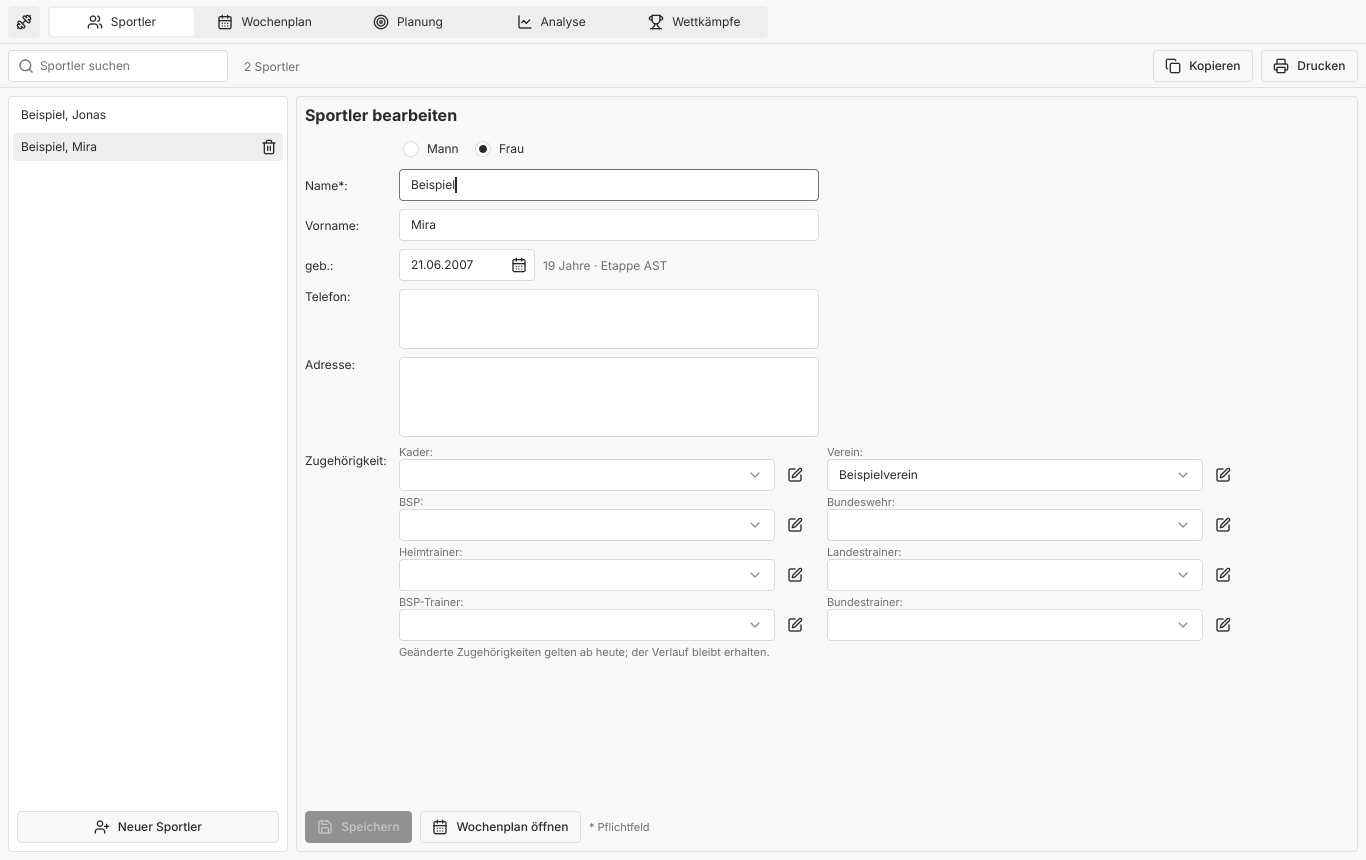 Sportler
Wochenplan
Planung
Analyse
Wettkämpfe
Sportler suchen
2 Sportler
Kopieren
Drucken
Beispiel, Jonas
Beispiel, Mira
Sportler bearbeiten
Mann
Frau
Name*:
Beispiel
Vorname:
Mira
geb.:
21.06.2007
19 Jahre · Etappe AST
Telefon:
Adresse:
Zugehörigkeit:
Kader:
Verein:
Beispielverein
BSP:
Bundeswehr:
Heimtrainer:
Landestrainer:
BSP-Trainer:
Bundestrainer:
Geänderte Zugehörigkeiten gelten ab heute; der Verlauf bleibt erhalten.
Neuer Sportler
Speichern
Wochenplan öffnen
* Pflichtfeld